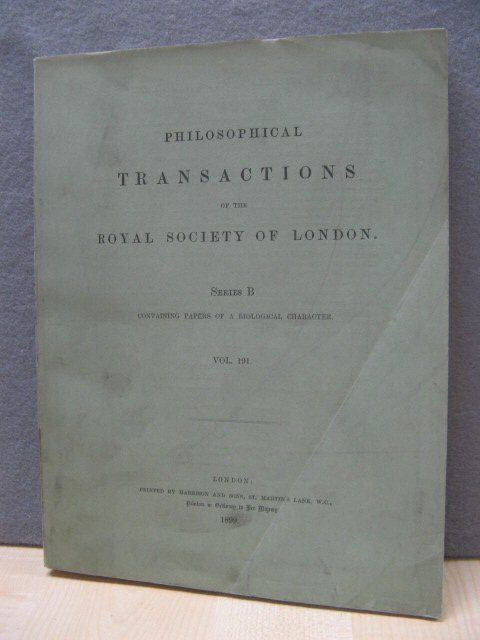 PHILOSOPHICAL
TRANSACTIONS
OF THE
ROYAL SOCIETY OF LONDON.
SERIES B
CONTAINING PAPERS OF A BIOLOGICAL CHARACTER.
VOL. 191.
LONDON:
PRINTED BY HARRISON AND SONS, ST. MARTIN'S LANE, W.C.,
Printers in Ordinary to Her Majesty
1899.